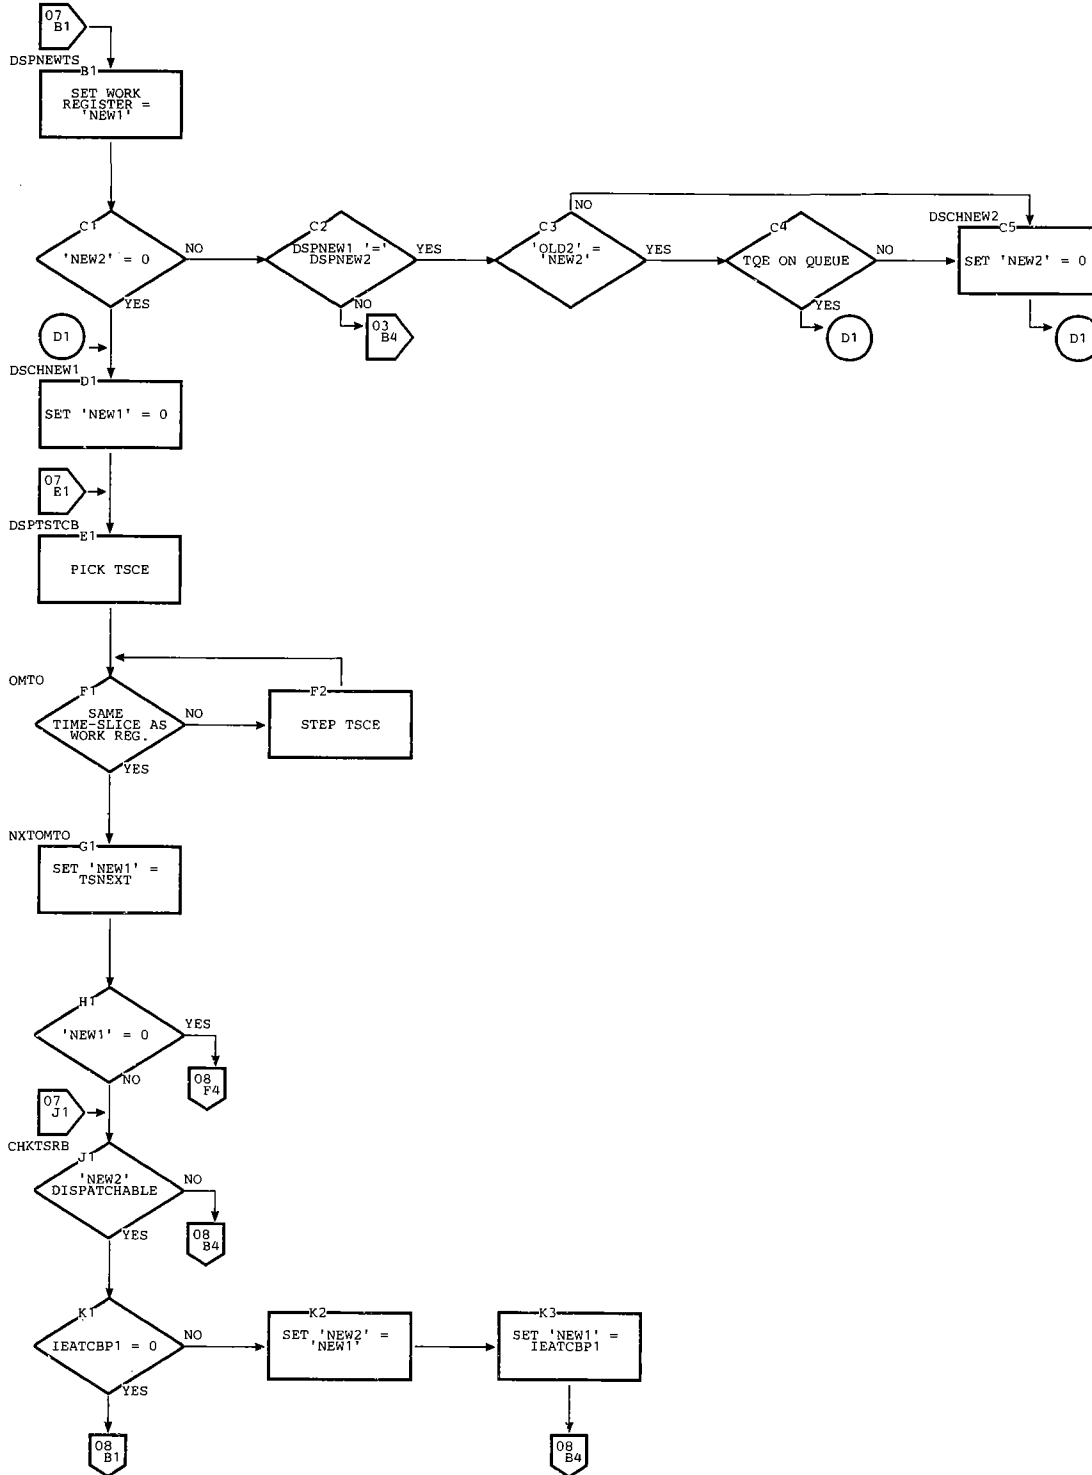 07
B1
DSPNEWTS
B1
SET WORK
REGISTER =
'NEW1'
C1
'NEW2' = 0
NO
YES
C2
DSPNEW1 '='
DSPNEW2
YES
NO
03
B4
C3
'OLD2' =
'NEW2'
NO
YES
C4
TQE ON QUEUE
NO
YES
D1
DSCHNEW2
C5
SET 'NEW2' = 0
D1
D1
DSCHNEW1
D1
SET 'NEW1' = 0
07
E1
DSPTSTCB
E1
PICK TSCE
OMTO
F1
SAME
TIME-SLICE AS
WORK REG.
NO
YES
F2
STEP TSCE
NXTOMTO
G1
SET 'NEW1' =
TSNEXT
H1
'NEW1' = 0
YES
NO
08
F4
07
J1
CHKTSRB
J1
'NEW2'
DISPATCHABLE
NO
YES
08
B4
K1
IEATCBP1 = 0
NO
YES
K2
SET 'NEW2' =
'NEW1'
K3
SET 'NEW1' =
IEATCBP1
08
B1
08
B4